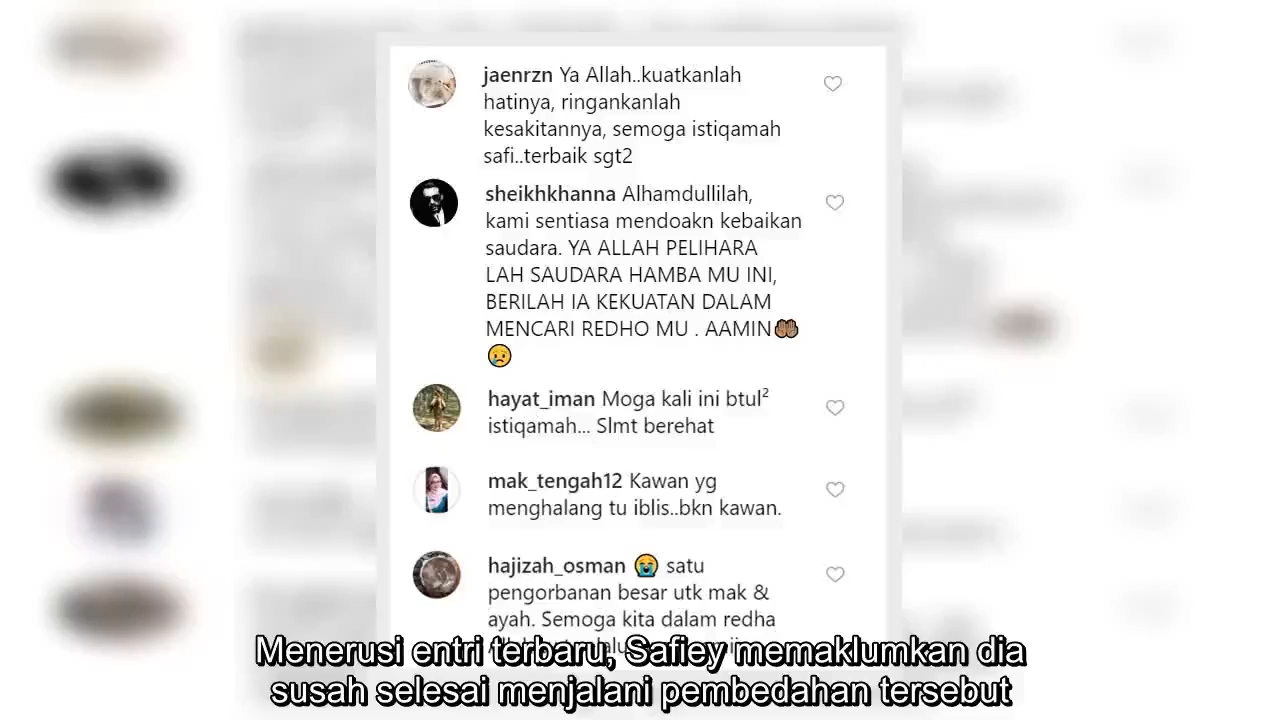 jaenrzn Ya Allah..kuatkanlah
hatinya, ringankanlah
kesakitannya, semoga istiqamah
safi..terbaik sgt2
sheikhkhanna Alhamdullilah,
kami sentiasa mendoakn kebaikan
saudara. YA ALLAH PELIHARA
LAH SAUDARA HAMBA MU INI,
BERILAH IA KEKUATAN DALAM
MENCARI REDHO MU . AAMIN🤲🏽
😢
hayat_iman Moga kali ini btul²
istiqamah... Slmt berehat
mak_tengah12 Kawan yg
menghalang tu iblis..bkn kawan.
hajizah_osman 😭 satu
pengorbanan besar utk mak &
ayah. Semoga kita dalam redha
Menerusi entri terbaru, Safiey memaklumkan dia
susah selesai menjalani pembedahan tersebut